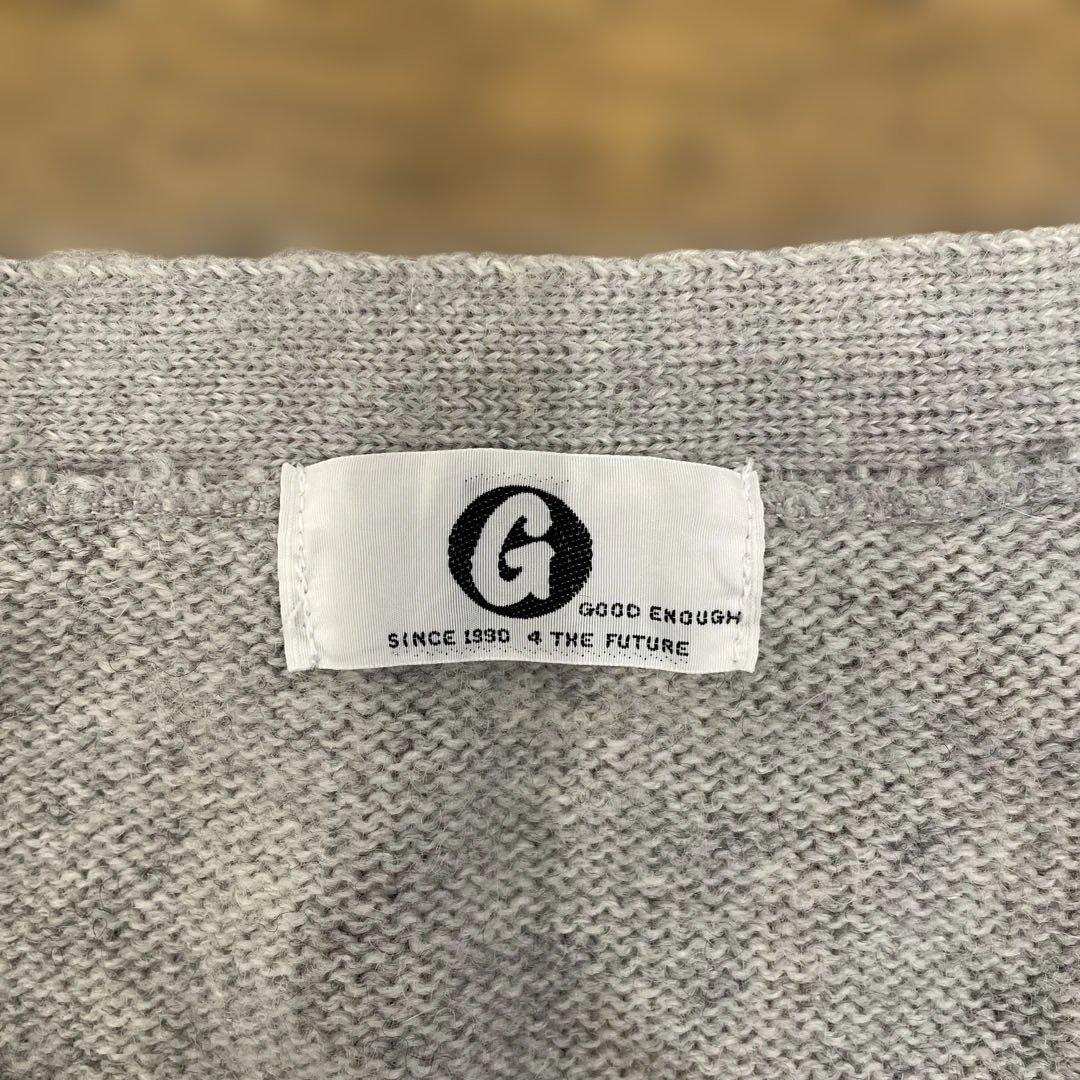 G
GOOD ENOUGH
SINCE 1990 4 THE FUTURE